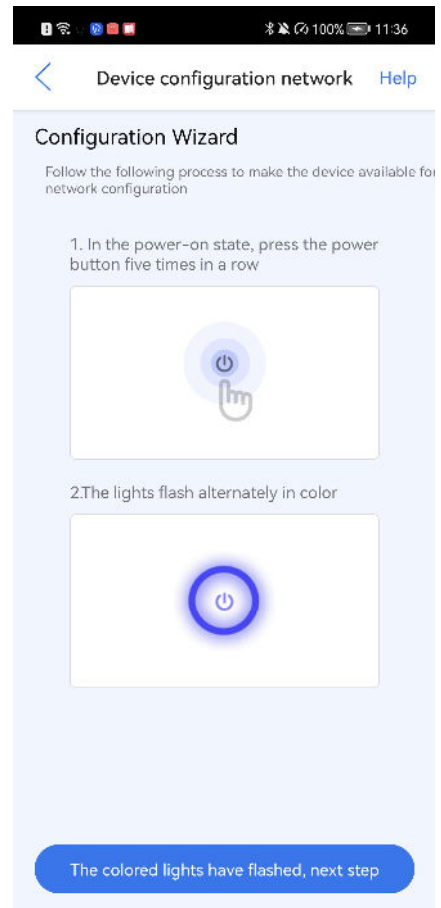 100% 11:36
Device configuration network Help
Configuration Wizard
Follow the following process to make the device available for
network configuration
1. In the power-on state, press the power
button five times in a row
2.The lights flash alternately in color
The colored lights have flashed, next step